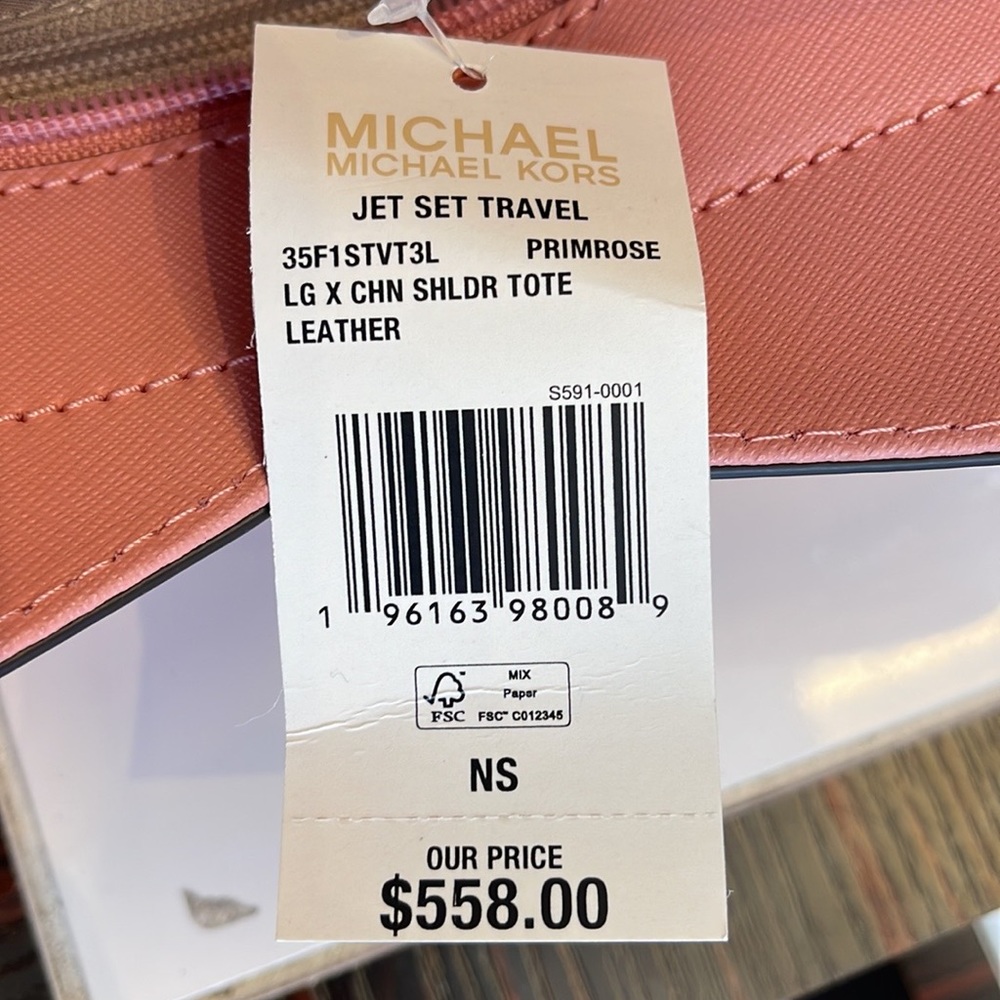 MICHAEL
MICHAEL KORS
JET SET TRAVEL
35F1STVT3L PRIMROSE
LG X CHN SHLDR TOTE
LEATHER
S591-0001
1 96163 98008 9
MIX
Paper
FSC FSC™ C012345
NS
OUR PRICE
$558.00